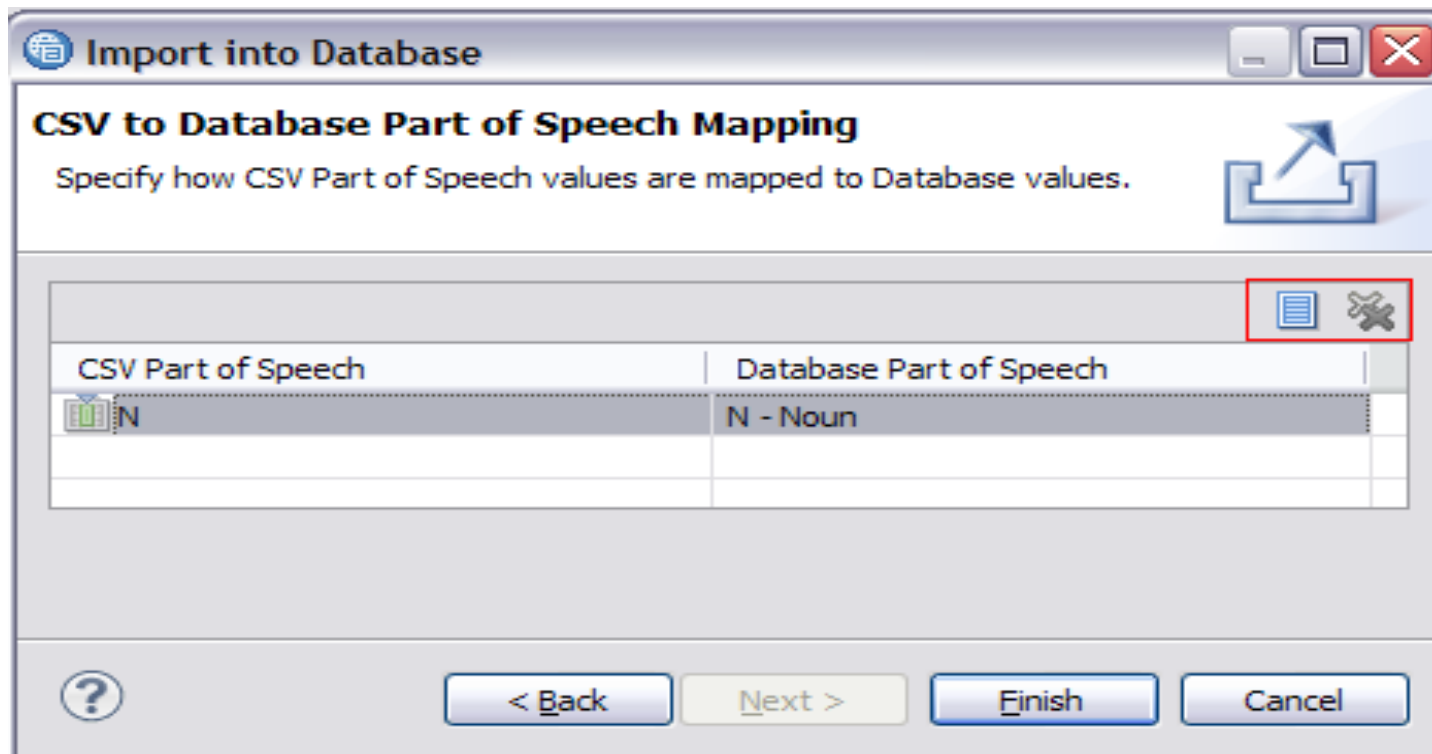 Import into Database
CSV to Database Part of Speech Mapping
Specify how CSV Part of Speech values are mapped to Database values.
CSV Part of Speech Database Part of Speech
N N - Noun
?
< Back Next > Finish Cancel